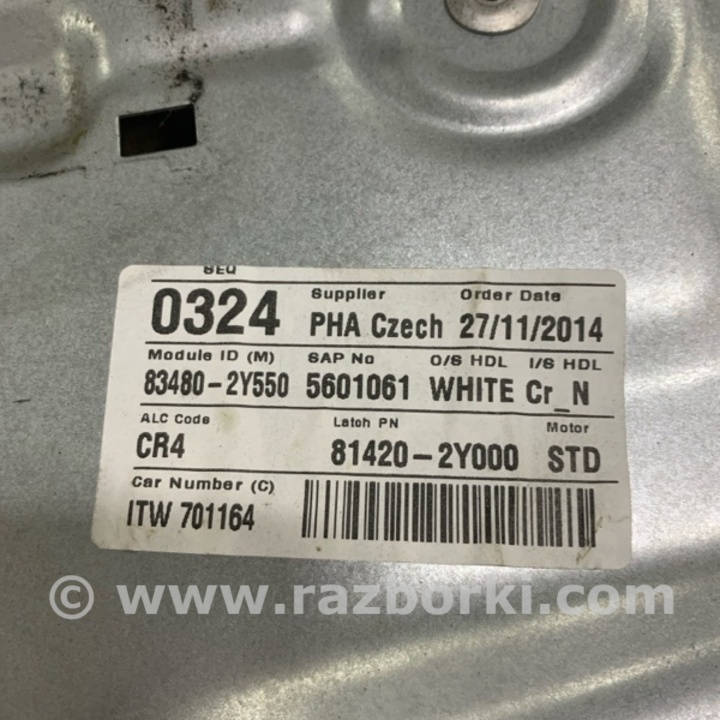 SEQ
0324
Supplier Order Date
PHA Czech 27/11/2014
Module ID (M) SAP No O/S HDL I/S HDL
83480-2Y550 5601061 WHITE Cr_N
ALC Code Latch PN Motor
CR4 81420-2Y000 STD
Car Number (C)
ITW 701164
© www.razborki.com